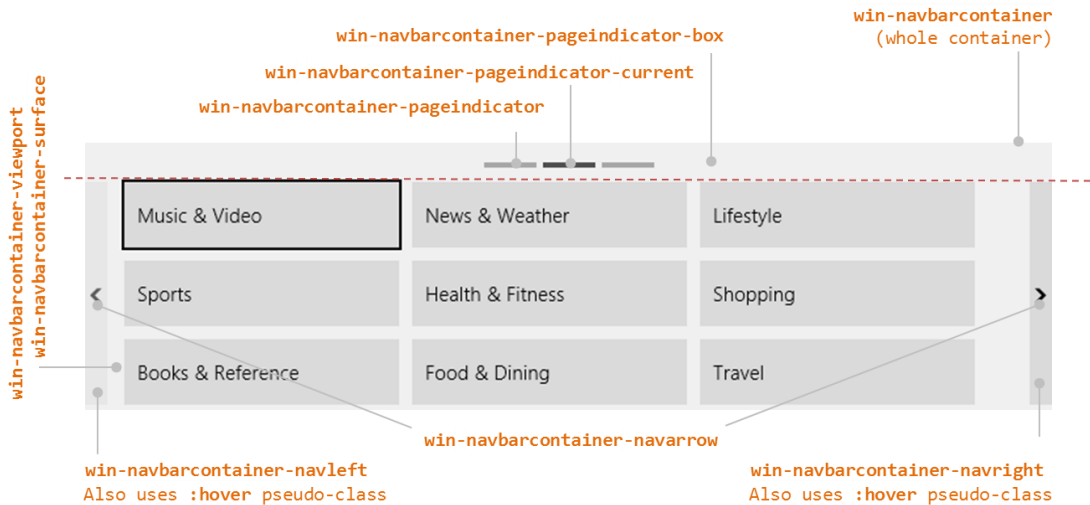 win-navbarcontainer
(whole container)
win-navbarcontainer-pageindicator-box
win-navbarcontainer-pageindicator-current
win-navbarcontainer-pageindicator
win-navbarcontainer-viewport
win-navbarcontainer-surface
Music & Video
News & Weather
Lifestyle
Sports
Health & Fitness
Shopping
Books & Reference
Food & Dining
Travel
win-navbarcontainer-navarrow
win-navbarcontainer-navleft
Also uses :hover pseudo-class
win-navbarcontainer-navright
Also uses :hover pseudo-class